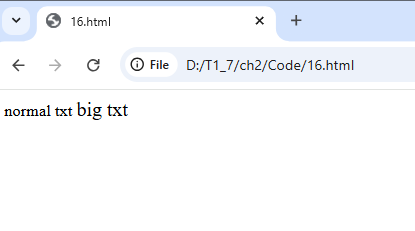 16.html
File D:/T1_7/ch2/Code/16.html
normal txt big txt